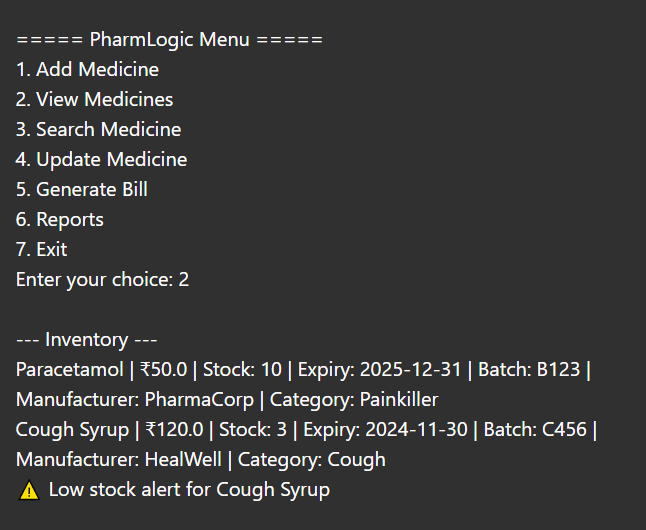 ===== PharmLogic Menu =====
1. Add Medicine
2. View Medicines
3. Search Medicine
4. Update Medicine
5. Generate Bill
6. Reports
7. Exit
Enter your choice: 2
--- Inventory ---
Paracetamol | ₹50.0 | Stock: 10 | Expiry: 2025-12-31 | Batch: B123 |
Manufacturer: PharmaCorp | Category: Painkiller
Cough Syrup | ₹120.0 | Stock: 3 | Expiry: 2024-11-30 | Batch: C456 |
Manufacturer: HealWell | Category: Cough
⚠️ Low stock alert for Cough Syrup